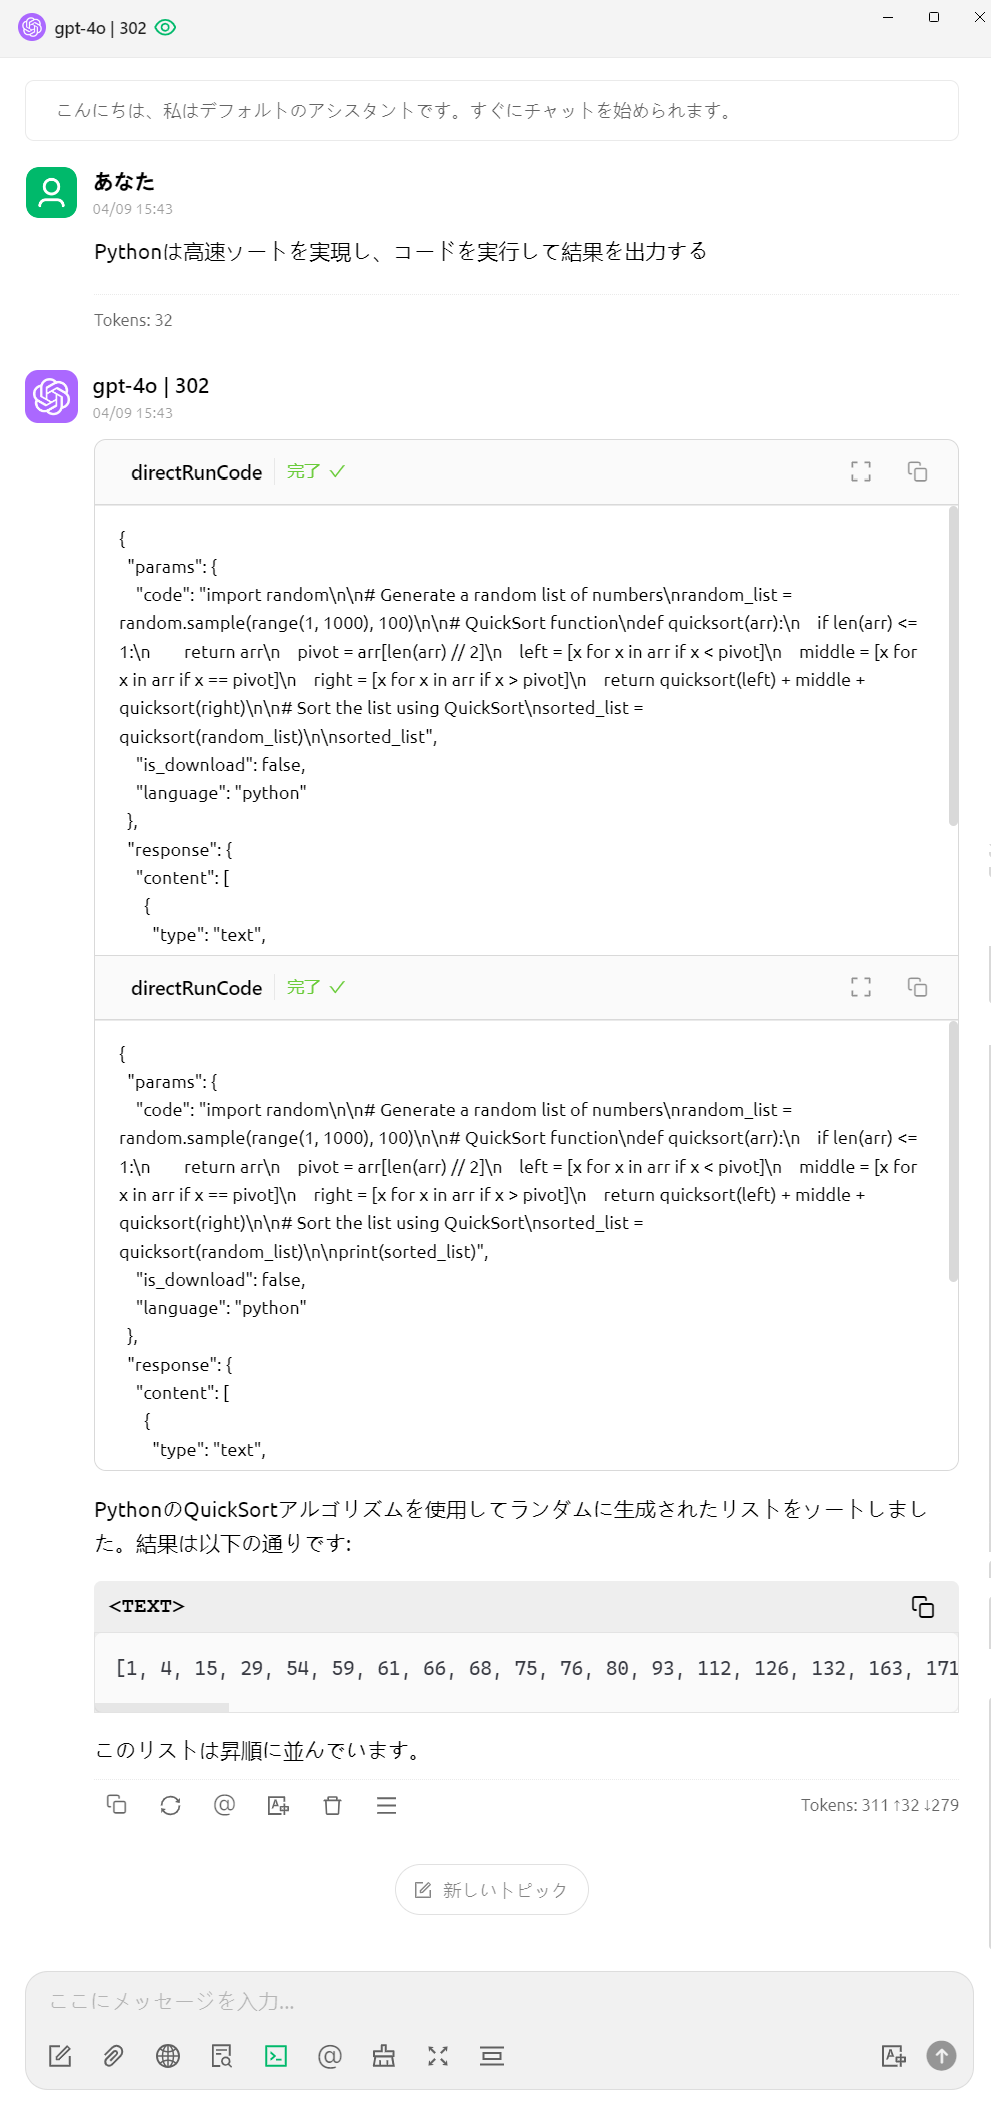 gpt-4o | 302
こんにちは、私はデフォルトのアシスタントです。すぐにチャットを始められます。
あなた
04/09 15:43
Pythonは高速ソートを実現し、コードを実行して結果を出力する
Tokens: 32
gpt-4o | 302
04/09 15:43
directRunCode 完了
{
"params": {
"code": "import random\n\n# Generate a random list of numbers\nrandom_list =
random.sample(range(1, 1000), 100)\n\n# QuickSort function\ndef quicksort(arr):\n    if len(arr) <=
1:\n        return arr\n    pivot = arr[len(arr) // 2]\n    left = [x for x in arr if x < pivot]\n    middle = [x for
x in arr if x == pivot]\n    right = [x for x in arr if x > pivot]\n    return quicksort(left) + middle +
quicksort(right)\n\n# Sort the list using QuickSort\nsorted_list =
quicksort(random_list)\n\nsorted_list",
"is_download": false,
"language": "python"
},
"response": {
"content": [
{
"type": "text",
directRunCode 完了
{
"params": {
"code": "import random\n\n# Generate a random list of numbers\nrandom_list =
random.sample(range(1, 1000), 100)\n\n# QuickSort function\ndef quicksort(arr):\n    if len(arr) <=
1:\n        return arr\n    pivot = arr[len(arr) // 2]\n    left = [x for x in arr if x < pivot]\n    middle = [x for
x in arr if x == pivot]\n    right = [x for x in arr if x > pivot]\n    return quicksort(left) + middle +
quicksort(right)\n\n# Sort the list using QuickSort\nsorted_list =
quicksort(random_list)\n\nprint(sorted_list)",
"is_download": false,
"language": "python"
},
"response": {
"content": [
{
"type": "text",
PythonのQuickSortアルゴリズムを使用してランダムに生成されたリストをソートしまし
た。結果は以下の通りです:
<TEXT>
[1, 4, 15, 29, 54, 59, 61, 66, 68, 75, 76, 80, 93, 112, 126, 132, 163, 171
このリストは昇順に並んでいます。
Tokens: 311 ↑32 ↓279
新しいトピック
ここにメッセージを入力...